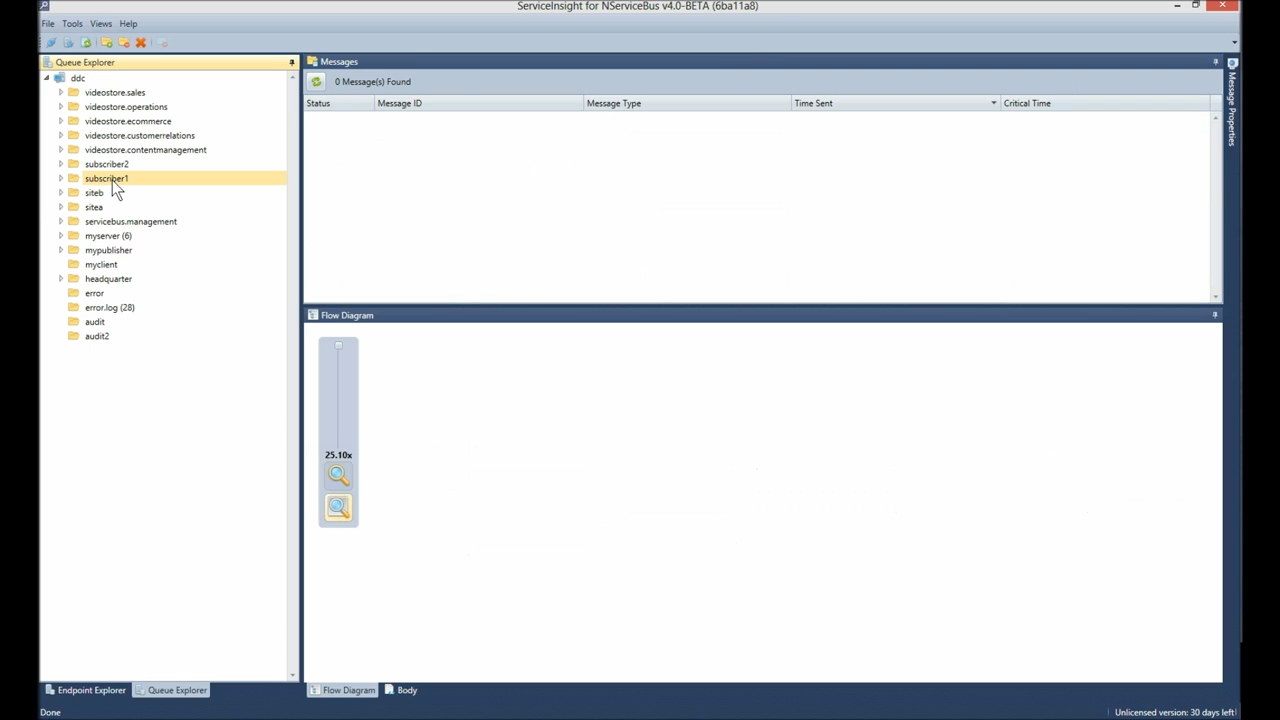 ServiceInsight for NServiceBus v4.0-BETA (6ba11a8)
File Tools Views Help
Queue Explorer
ddc
videostore.sales
videostore.operations
videostore.ecommerce
videostore.customerrelations
videostore.contentmanagement
subscriber2
subscriber1
siteb
sitea
servicebus.management
myserver (6)
mypublisher
myclient
headquarter
error
error.log (28)
audit
audit2
Endpoint Explorer Queue Explorer
Messages
0 Message(s) Found
Status Message ID Message Type Time Sent Critical Time
Flow Diagram
25.10x
Flow Diagram Body
Message Properties
Done
Unlicensed version: 30 days left!